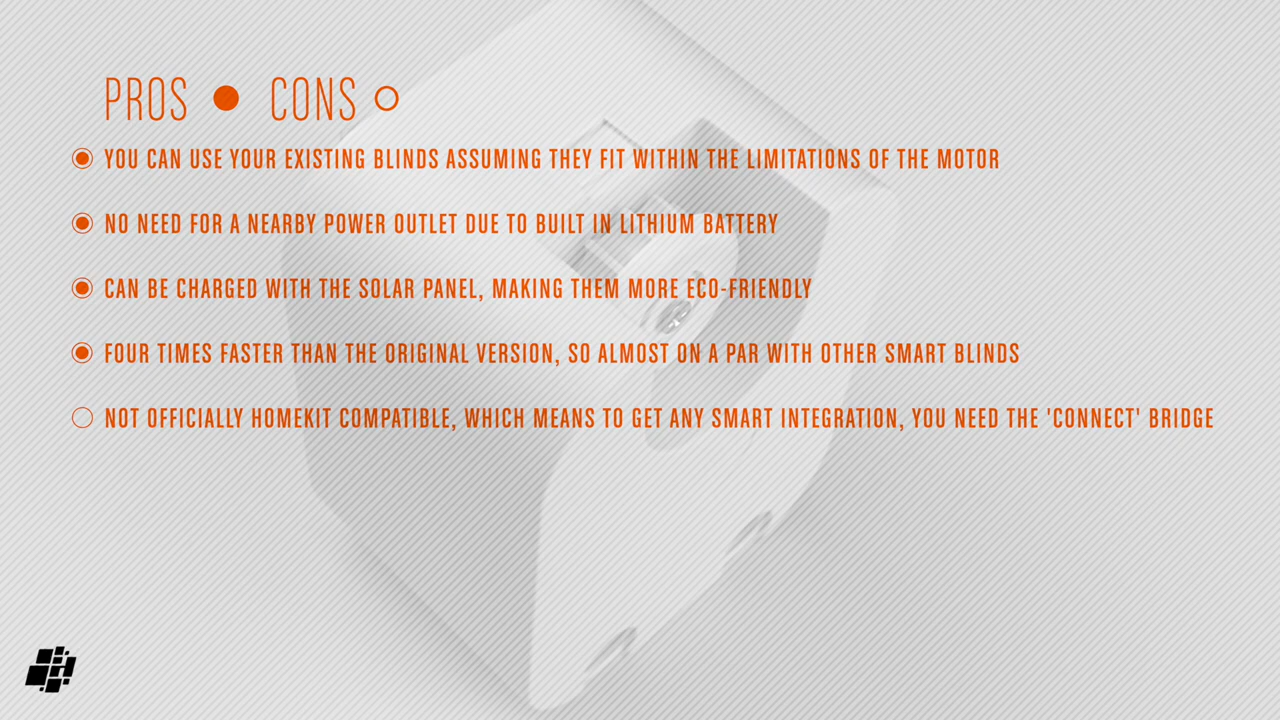 PROS CONS
YOU CAN USE YOUR EXISTING BLINDS ASSUMING THEY FIT WITHIN THE LIMITATIONS OF THE MOTOR
NO NEED FOR A NEARBY POWER OUTLET DUE TO BUILT IN LITHIUM BATTERY
CAN BE CHARGED WITH THE SOLAR PANEL, MAKING THEM MORE ECO-FRIENDLY
FOUR TIMES FASTER THAN THE ORIGINAL VERSION, SO ALMOST ON A PAR WITH OTHER SMART BLINDS
NOT OFFICIALLY HOMEKIT COMPATIBLE, WHICH MEANS TO GET ANY SMART INTEGRATION, YOU NEED THE 'CONNECT' BRIDGE